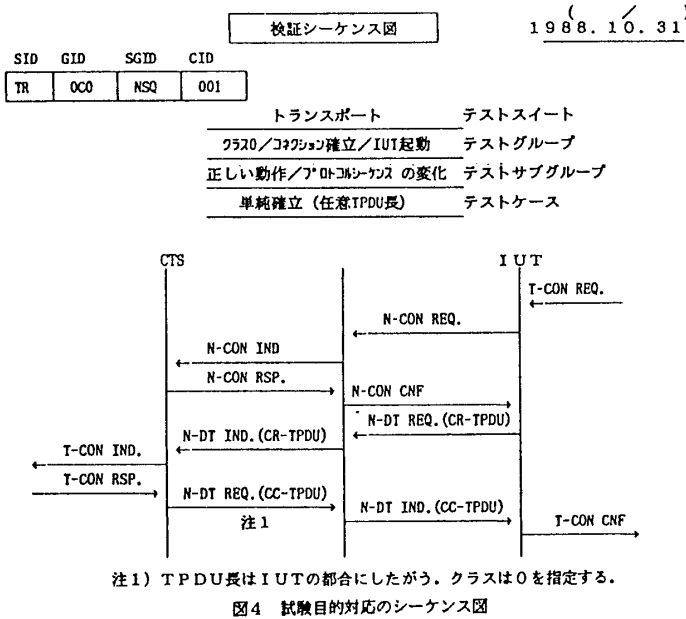 ( / )
検証シーケンス図
1988.10.31
SID GID SGID CID
TR 0C0 NSQ 001
トランスポート テストスイート
クラス0/コネクション確立/IUT起動 テストグループ
正しい動作/プロトコルシーケンス の変化 テストサブグループ
単純確立(任意TPDU長) テストケース
CTS IUT
T-CON REQ.
N-CON REQ.
N-CON IND
N-CON RSP.
N-CON CNF
N-DT REQ.(CR-TPDU)
N-DT IND.(CR-TPDU)
T-CON IND.
T-CON RSP.
N-DT REQ.(CC-TPDU)
N-DT IND.(CC-TPDU)
注1
T-CON CNF
注1)TPDU長はIUTの都合にしたがう.クラスは0を指定する.
図4 試験目的対応のシーケンス図